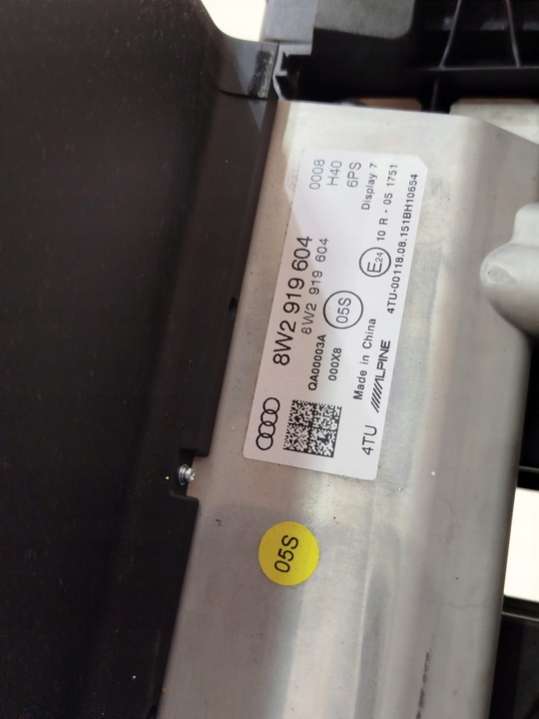 8W2 919 604
8W2 919 604
0008
H40
6PS
QA00003A
000X8
05S
Display 7
Made in China
E24
10 R - 05 1751
4TU
ALPINE
4TU-00118.08.151BH10654
05S